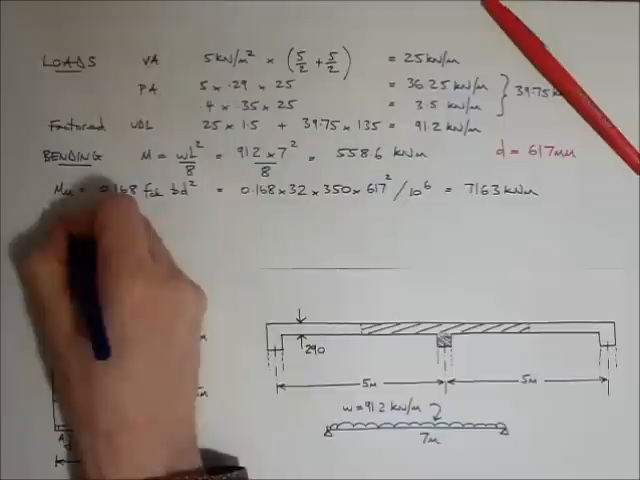 LOADS VA 5kN/m² × (5/2 + 5/2) = 25kN/m
PA 5 × .29 × 25 = 36.25kN/m
.4 × .35 × 25 = 3.5 kN/m } 39.75
Factored UDL 25 × 1.5 + 39.75 × 1.35 = 91.2 kN/m
BENDING M = wL²/8 = 91.2 × 7²/8 = 558.6 kNm d = 617mm
Mu = 0.168 fck bd² = 0.168 × 32 × 350 × 617² / 10⁶ = 716.3 kNm
290
5m 5m
w = 91.2 kN/m
7m